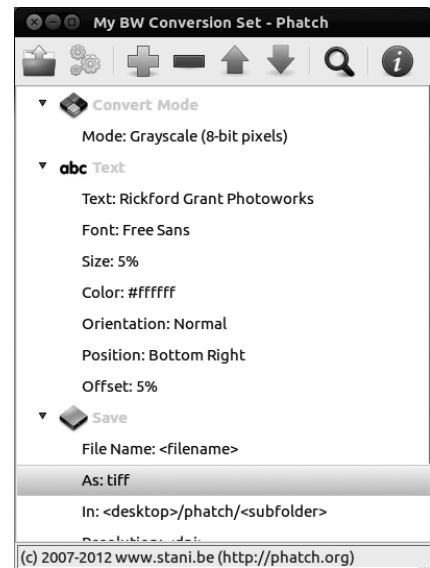 My BW Conversion Set - Phatch
Convert Mode
Mode: Grayscale (8-bit pixels)
abc Text
Text: Rickford Grant Photoworks
Font: Free Sans
Size: 5%
Color: #ffffff
Orientation: Normal
Position: Bottom Right
Offset: 5%
Save
File Name: <filename>
As: tiff
In: <desktop>/phatch/<subfolder>
Resolution: <dpi>
(c) 2007-2012 www.stani.be (http://phatch.org)